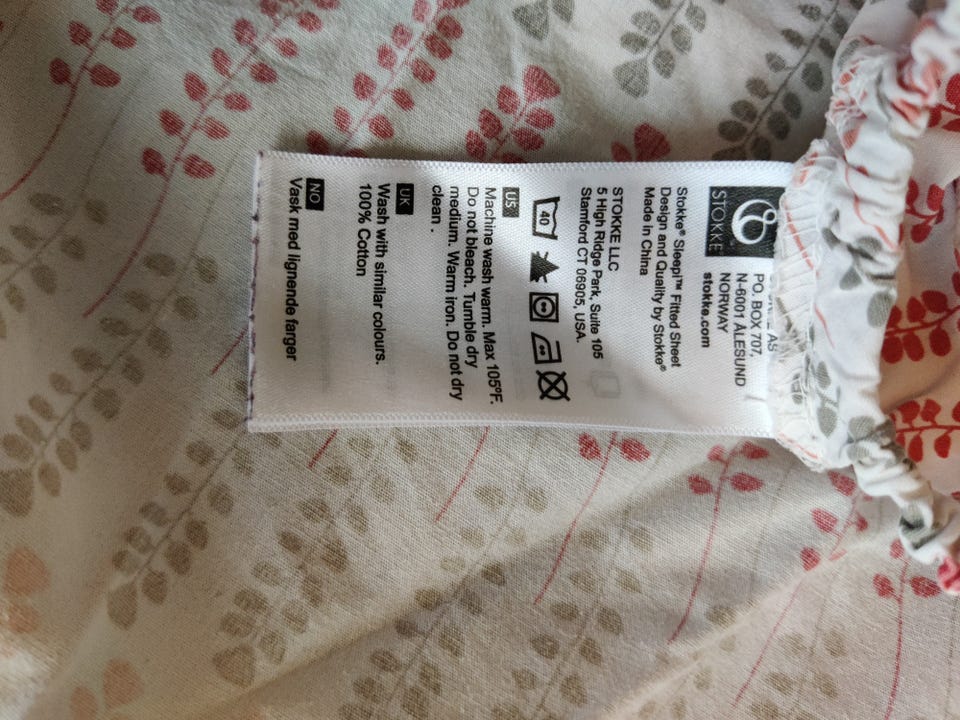 STOKKE
AS
PO. BOX 707,
N-6001 ÅLESUND
NORWAY
stokke.com
Stokke® Sleepi™ Fitted Sheet
Design and Quality by Stokke®
Made in China
STOKKE LLC
5 High Ridge Park, Suite 105
Stamford CT 06905, USA.
40
US
Machine wash warm. Max 105°F.
Do not bleach. Tumble dry
medium. Warm iron. Do not dry
clean .
UK
Wash with similar colours.
100% Cotton
NO
Vask med lignende farger